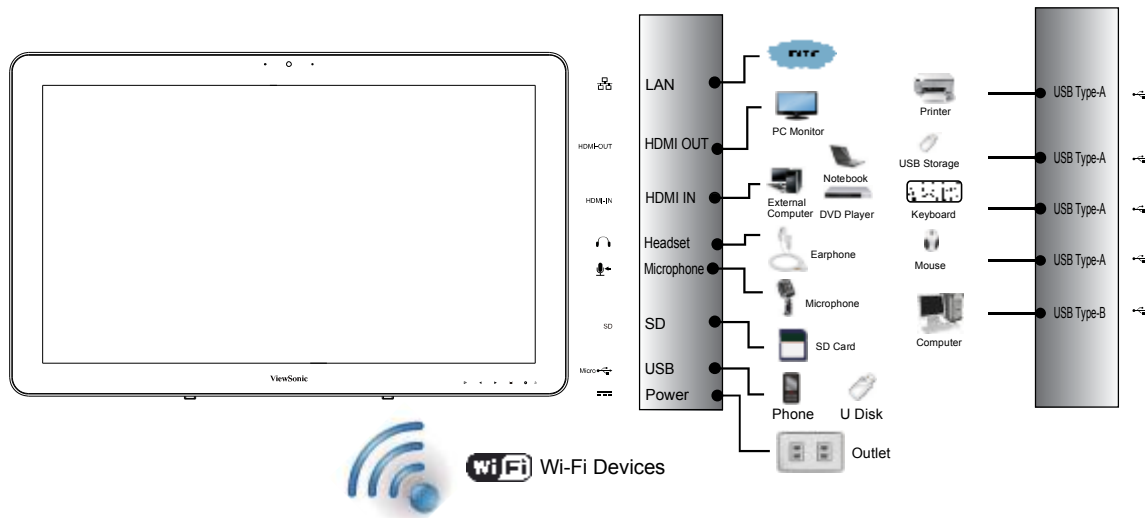 ViewSonic
HDMI-OUT
HDMI-IN
SD
Micro
LAN
HDMI OUT
HDMI IN
Headset
Microphone
SD
USB
Power
PC Monitor
Notebook
External
Computer
DVD Player
Earphone
Microphone
SD Card
Phone
U Disk
Outlet
Printer
USB Storage
Keyboard
Mouse
Computer
USB Type-A
USB Type-A
USB Type-A
USB Type-A
USB Type-B
Wi Fi
Wi-Fi Devices